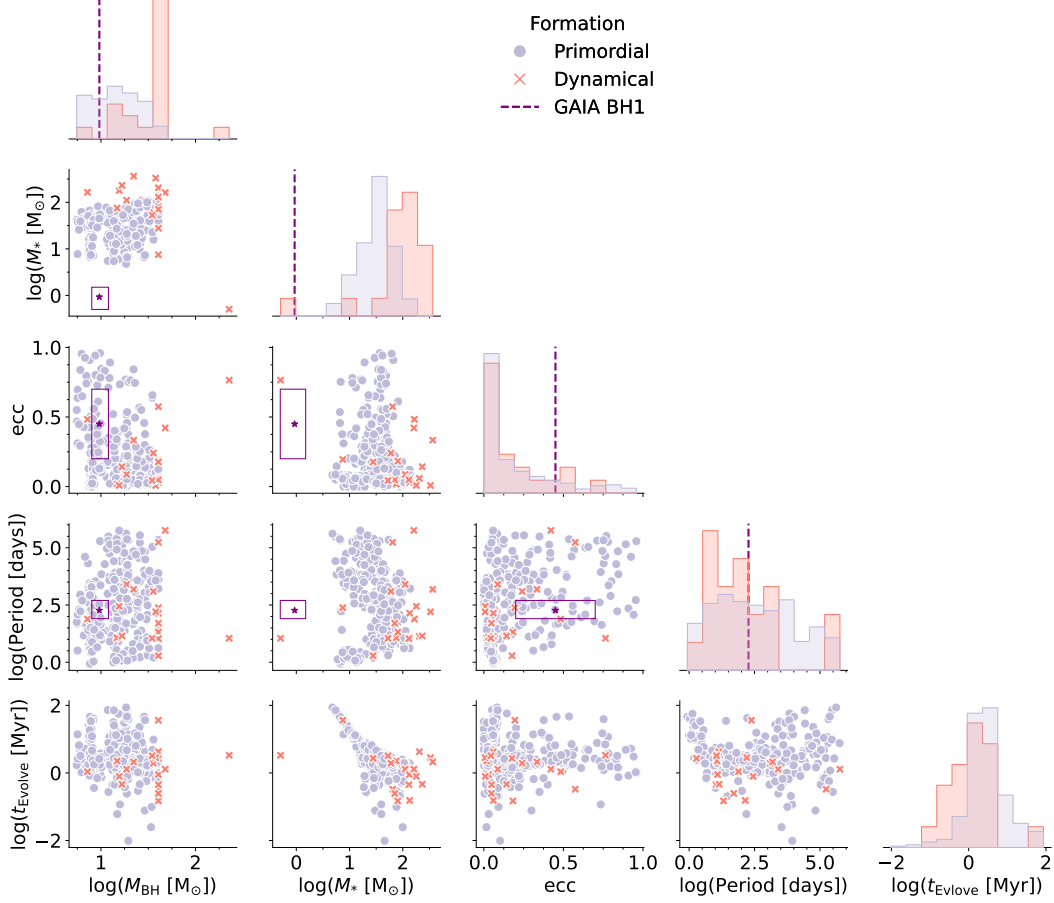 Formation
Primordial
Dynamical
GAIA BH1
log(M* [M⊙])
2
1
0
ecc
1.0
0.5
0.0
log(Period [days])
5.0
2.5
0.0
log(tEvolve [Myr])
2
0
−2
1 2
0 1 2
0.0 0.5 1.0
0.0 2.5 5.0
−2 0 2
log(MBH [M⊙])
log(M* [M⊙])
ecc
log(Period [days])
log(tEvlove [Myr])